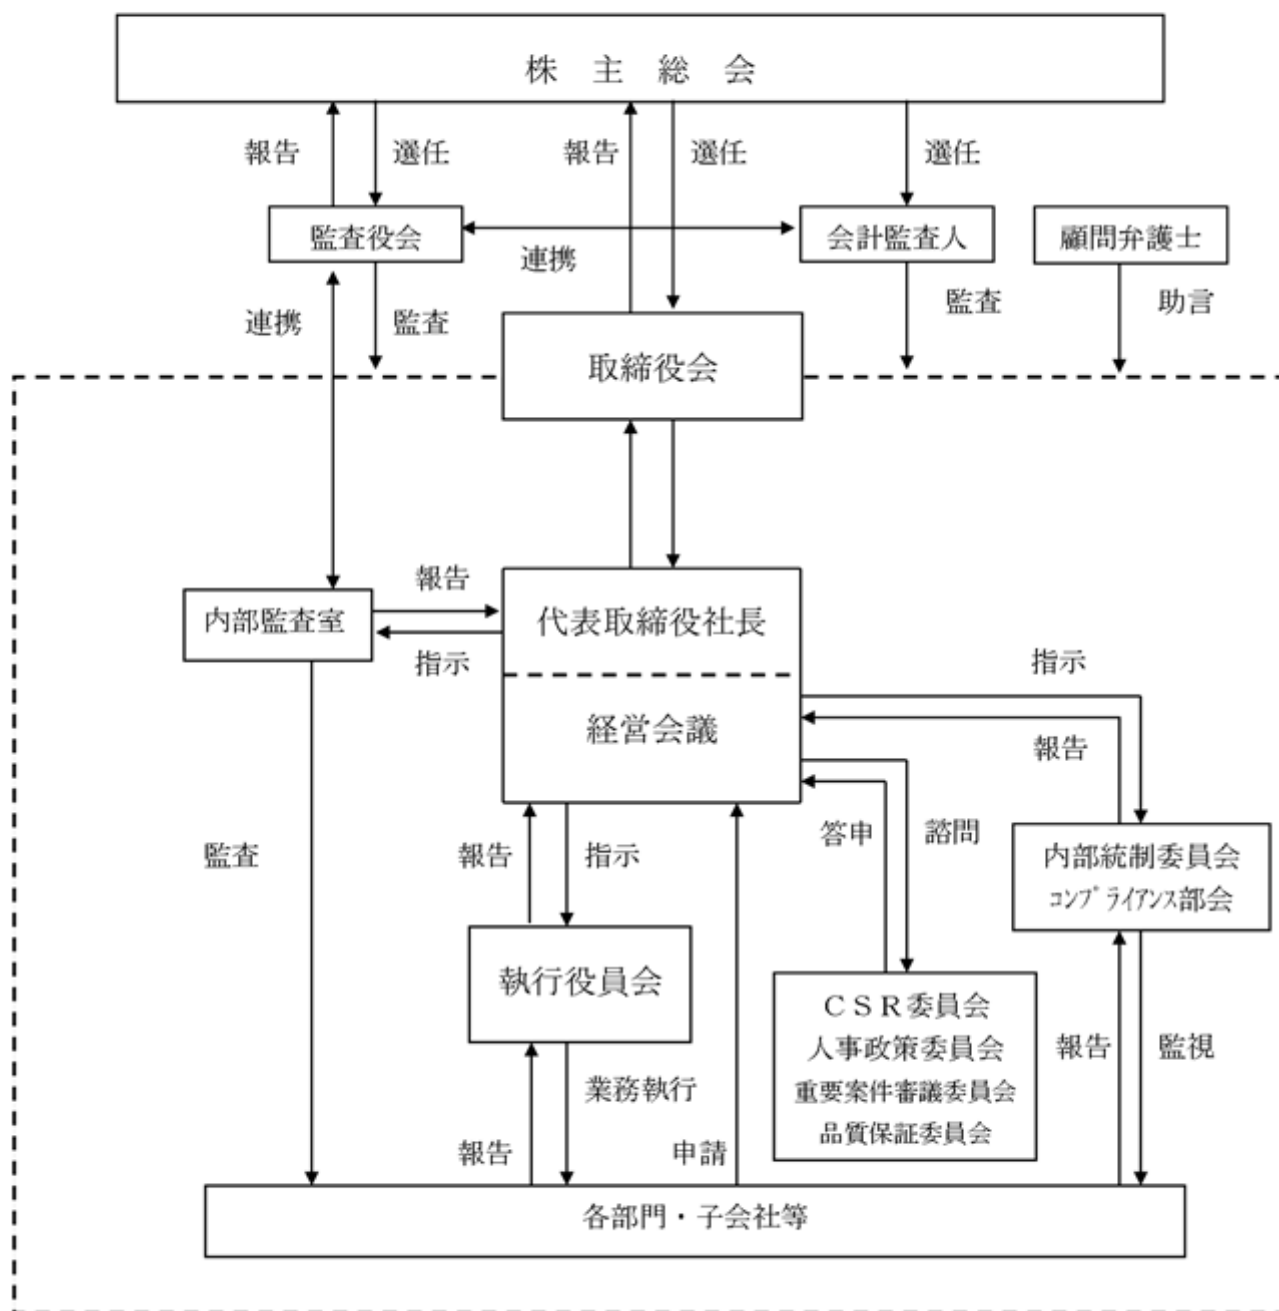 株主総会
報告
選任
報告
選任
選任
監査役会
会計監査人
顧問弁護士
連携
連携
監査
監査
助言
取締役会
内部監査室
報告
指示
代表取締役社長
経営会議
指示
報告
答申
諮問
監査
報告
指示
内部統制委員会
ｺﾝﾌﾟﾗｲｱﾝｽ部会
執行役員会
ＣＳＲ委員会
人事政策委員会
重要案件審議委員会
品質保証委員会
報告
監視
業務執行
報告
申請
各部門・子会社等